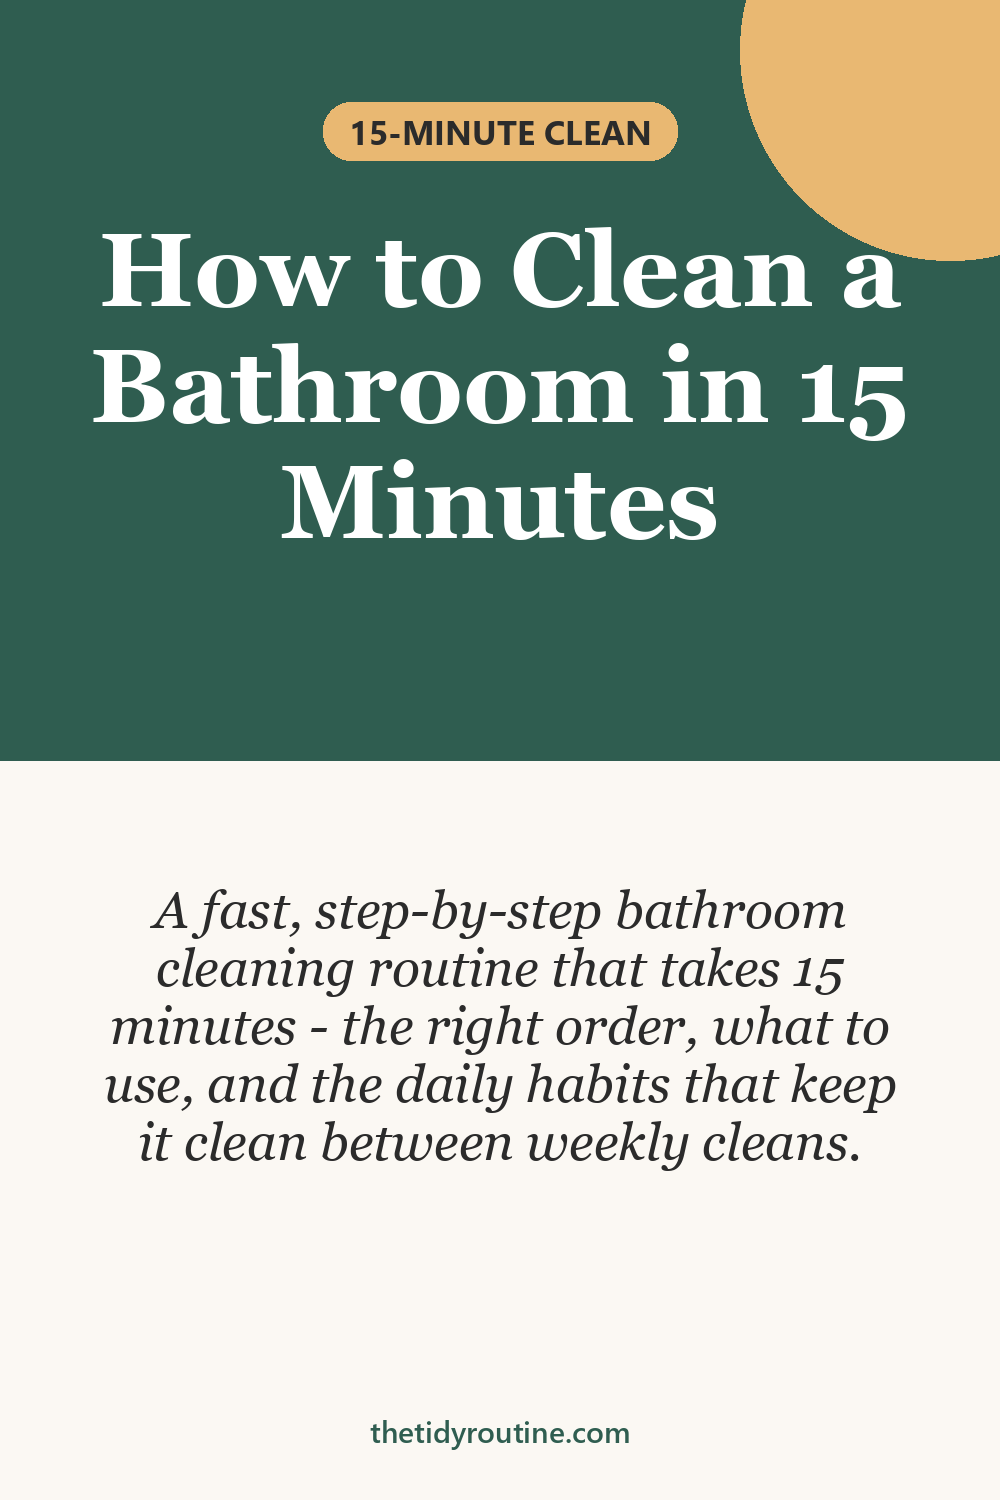 15-MINUTE CLEAN
How to Clean a
Bathroom in 15
Minutes
A fast, step-by-step bathroom
cleaning routine that takes 15
minutes - the right order, what to
use, and the daily habits that keep
it clean between weekly cleans.
thetidyroutine.com